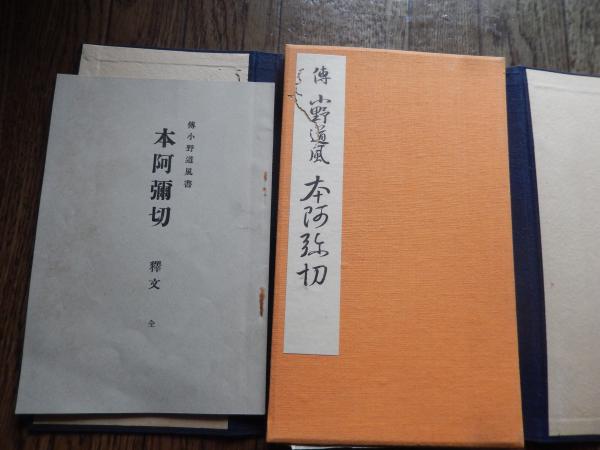 傳小野道風書
本阿彌切
釋文
全
傳
小野道風
本阿弥切